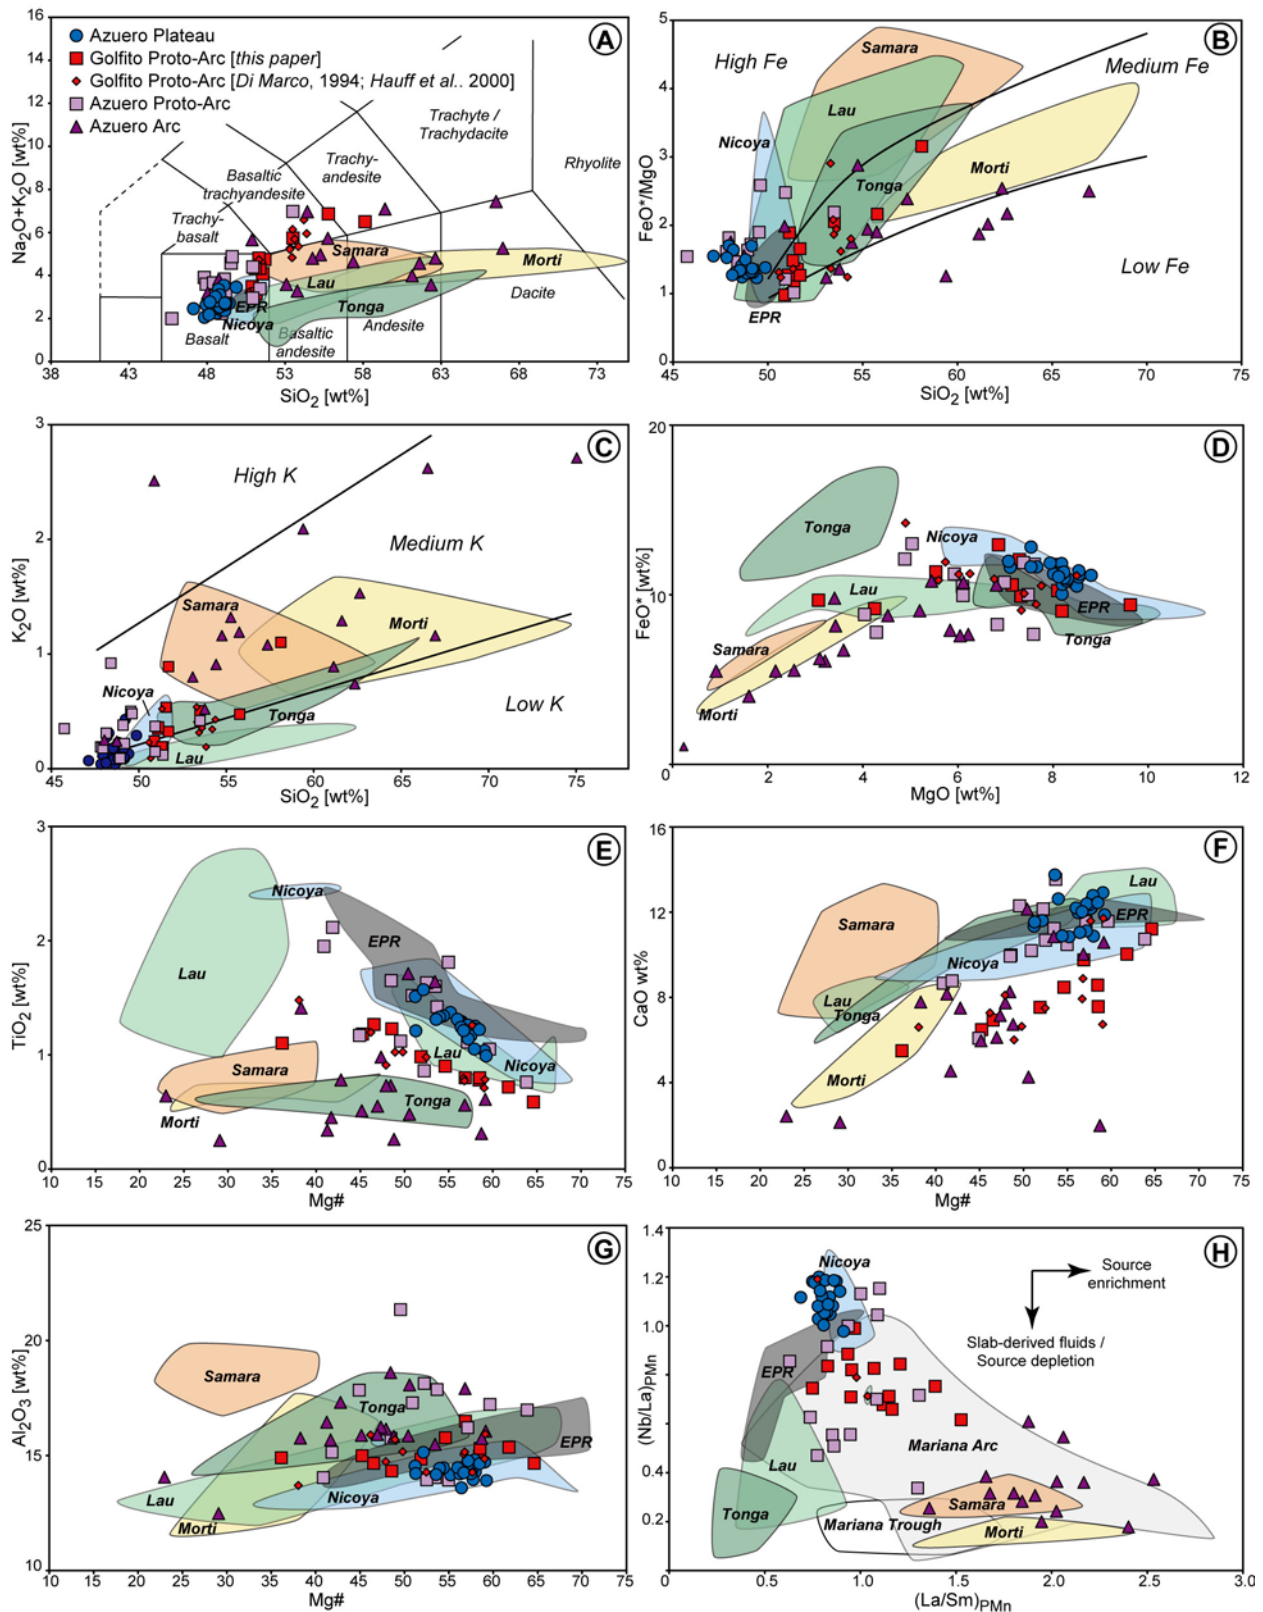 A
Azuero Plateau
Golfito Proto-Arc [this paper]
Golfito Proto-Arc [Di Marco, 1994; Hauff et al.. 2000]
Azuero Proto-Arc
Azuero Arc
Trachyte /
Trachydacite
Rhyolite
Trachy-
andesite
Basaltic
trachyandesite
Trachy-
basalt
Samara
Morti
Lau
EPR
Tonga
Nicoya
Dacite
Basalt
Basaltic
andesite
Andesite
16
14
12
10
8
6
4
2
0
38
43
48
53
58
63
68
73
Na2O+K2O [wt%]
SiO2 [wt%]
B
High Fe
Samara
Medium Fe
Lau
Nicoya
Tonga
Morti
Low Fe
EPR
5
4
3
2
1
0
45
50
55
60
65
70
75
FeO*/MgO
SiO2 [wt%]
C
High K
Medium K
Samara
Morti
Nicoya
Low K
Tonga
Lau
3
2
1
0
45
50
55
60
65
70
75
K2O [wt%]
SiO2 [wt%]
D
Tonga
Nicoya
Lau
EPR
Tonga
Samara
Morti
20
10
0
2
4
6
8
10
12
FeO* [wt%]
MgO [wt%]
E
Nicoya
EPR
Lau
Lau
Nicoya
Samara
Tonga
Morti
3
2
1
0
10
15
20
25
30
35
40
45
50
55
60
65
70
75
TiO2 [wt%]
Mg#
F
Lau
EPR
Samara
Nicoya
Lau
Tonga
Morti
16
12
8
4
0
10
15
20
25
30
35
40
45
50
55
60
65
70
75
CaO wt%
Mg#
G
Samara
Tonga
EPR
Lau
Nicoya
Morti
25
20
15
10
10
15
20
25
30
35
40
45
50
55
60
65
70
75
Al2O3 [wt%]
Mg#
H
Nicoya
Source
enrichment
Slab-derived fluids /
Source depletion
EPR
Mariana Arc
Lau
Tonga
Samara
Mariana Trough
Morti
1.4
1.2
1.0
0.8
0.4
0.2
0
0.5
1.0
1.5
2.0
2.5
3.0
(Nb/La)PMn
(La/Sm)PMn